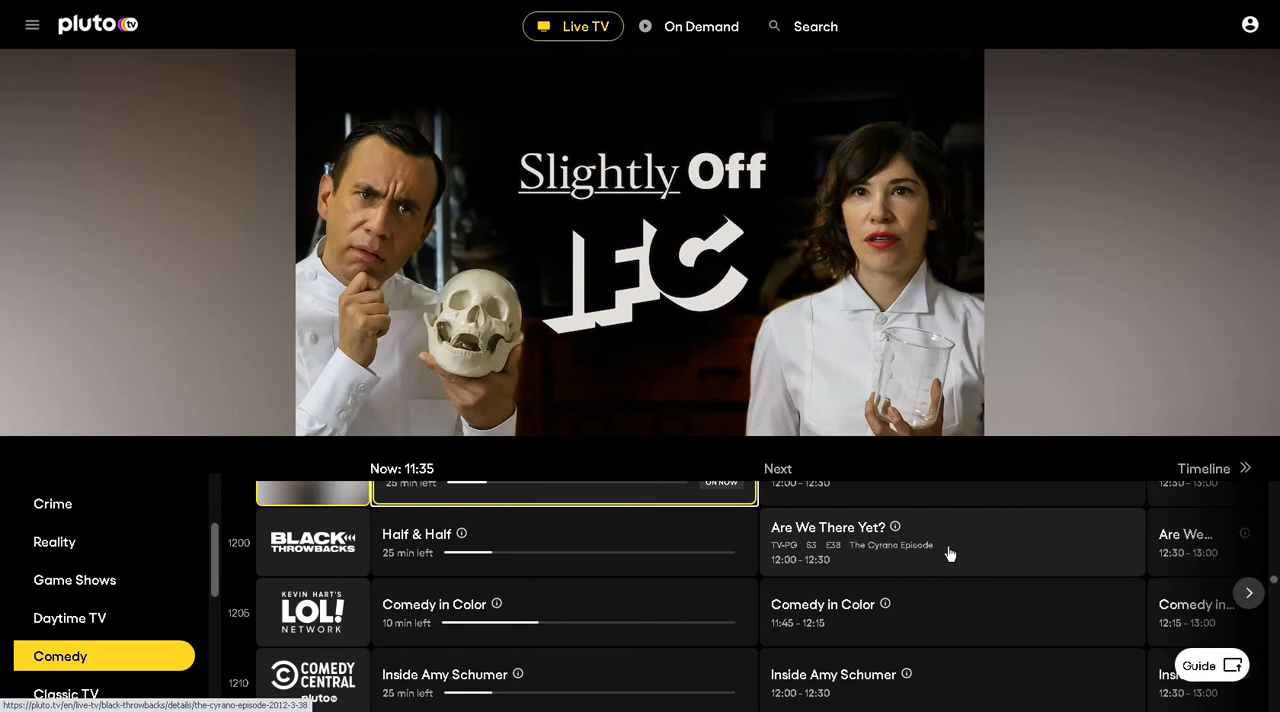 pluto tv
Live TV
On Demand
Search
Slightly Off
IFC
Now: 11:35
Next
Timeline
Crime
Reality
Game Shows
Daytime TV
Comedy
Classic TV
25 min left
ON NOW
12:00 - 12:30
12:30 - 13:00
1200
BLACK
THROWBACKS
Half & Half
25 min left
Are We There Yet?
TV-PG S3 E38 The Cyrano Episode
12:00 - 12:30
Are We...
12:30 - 13:00
1205
KEVIN HART'S
LOL!
NETWORK
Comedy in Color
10 min left
Comedy in Color
11:45 - 12:15
Comedy in...
12:15 - 13:00
1210
COMEDY
CENTRAL
pluto tv
Inside Amy Schumer
25 min left
Inside Amy Schumer
12:00 - 12:30
12:30 - 13:00
Guide
https://pluto.tv/en/live-tv/black-throwbacks/details/the-cyrano-episode-2012-3-38